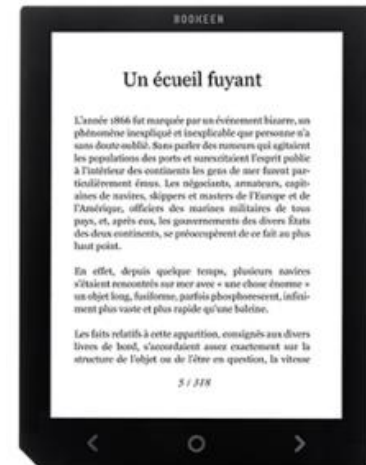 BOOKEEN
Un écueil fuyant
L'année 1866 fut marquée par un événement bizarre, un
phénomène inexpliqué et inexplicable que personne n'a
sans doute oublié. Sans parler des rumeurs qui agitaient
les populations des ports et surexcitaient l'esprit public
à l'intérieur des continents les gens de mer furent par-
ticulièrement émus. Les négociants, armateurs, capit-
aines de navires, skippers et masters de l'Europe et de
l'Amérique, officiers des marines militaires de tous
pays, et, après eux, les gouvernements des divers États
des deux continents, se préoccupèrent de ce fait au plus
haut point.
En effet, depuis quelque temps, plusieurs navires
s'étaient rencontrés sur mer avec « une chose énorme »
un objet long, fusiforme, parfois phosphorescent, infini-
ment plus vaste et plus rapide qu'une baleine.
Les faits relatifs à cette apparition, consignés aux divers
livres de bord, s'accordaient assez exactement sur la
structure de l'objet ou de l'être en question, la vitesse
5 / 318